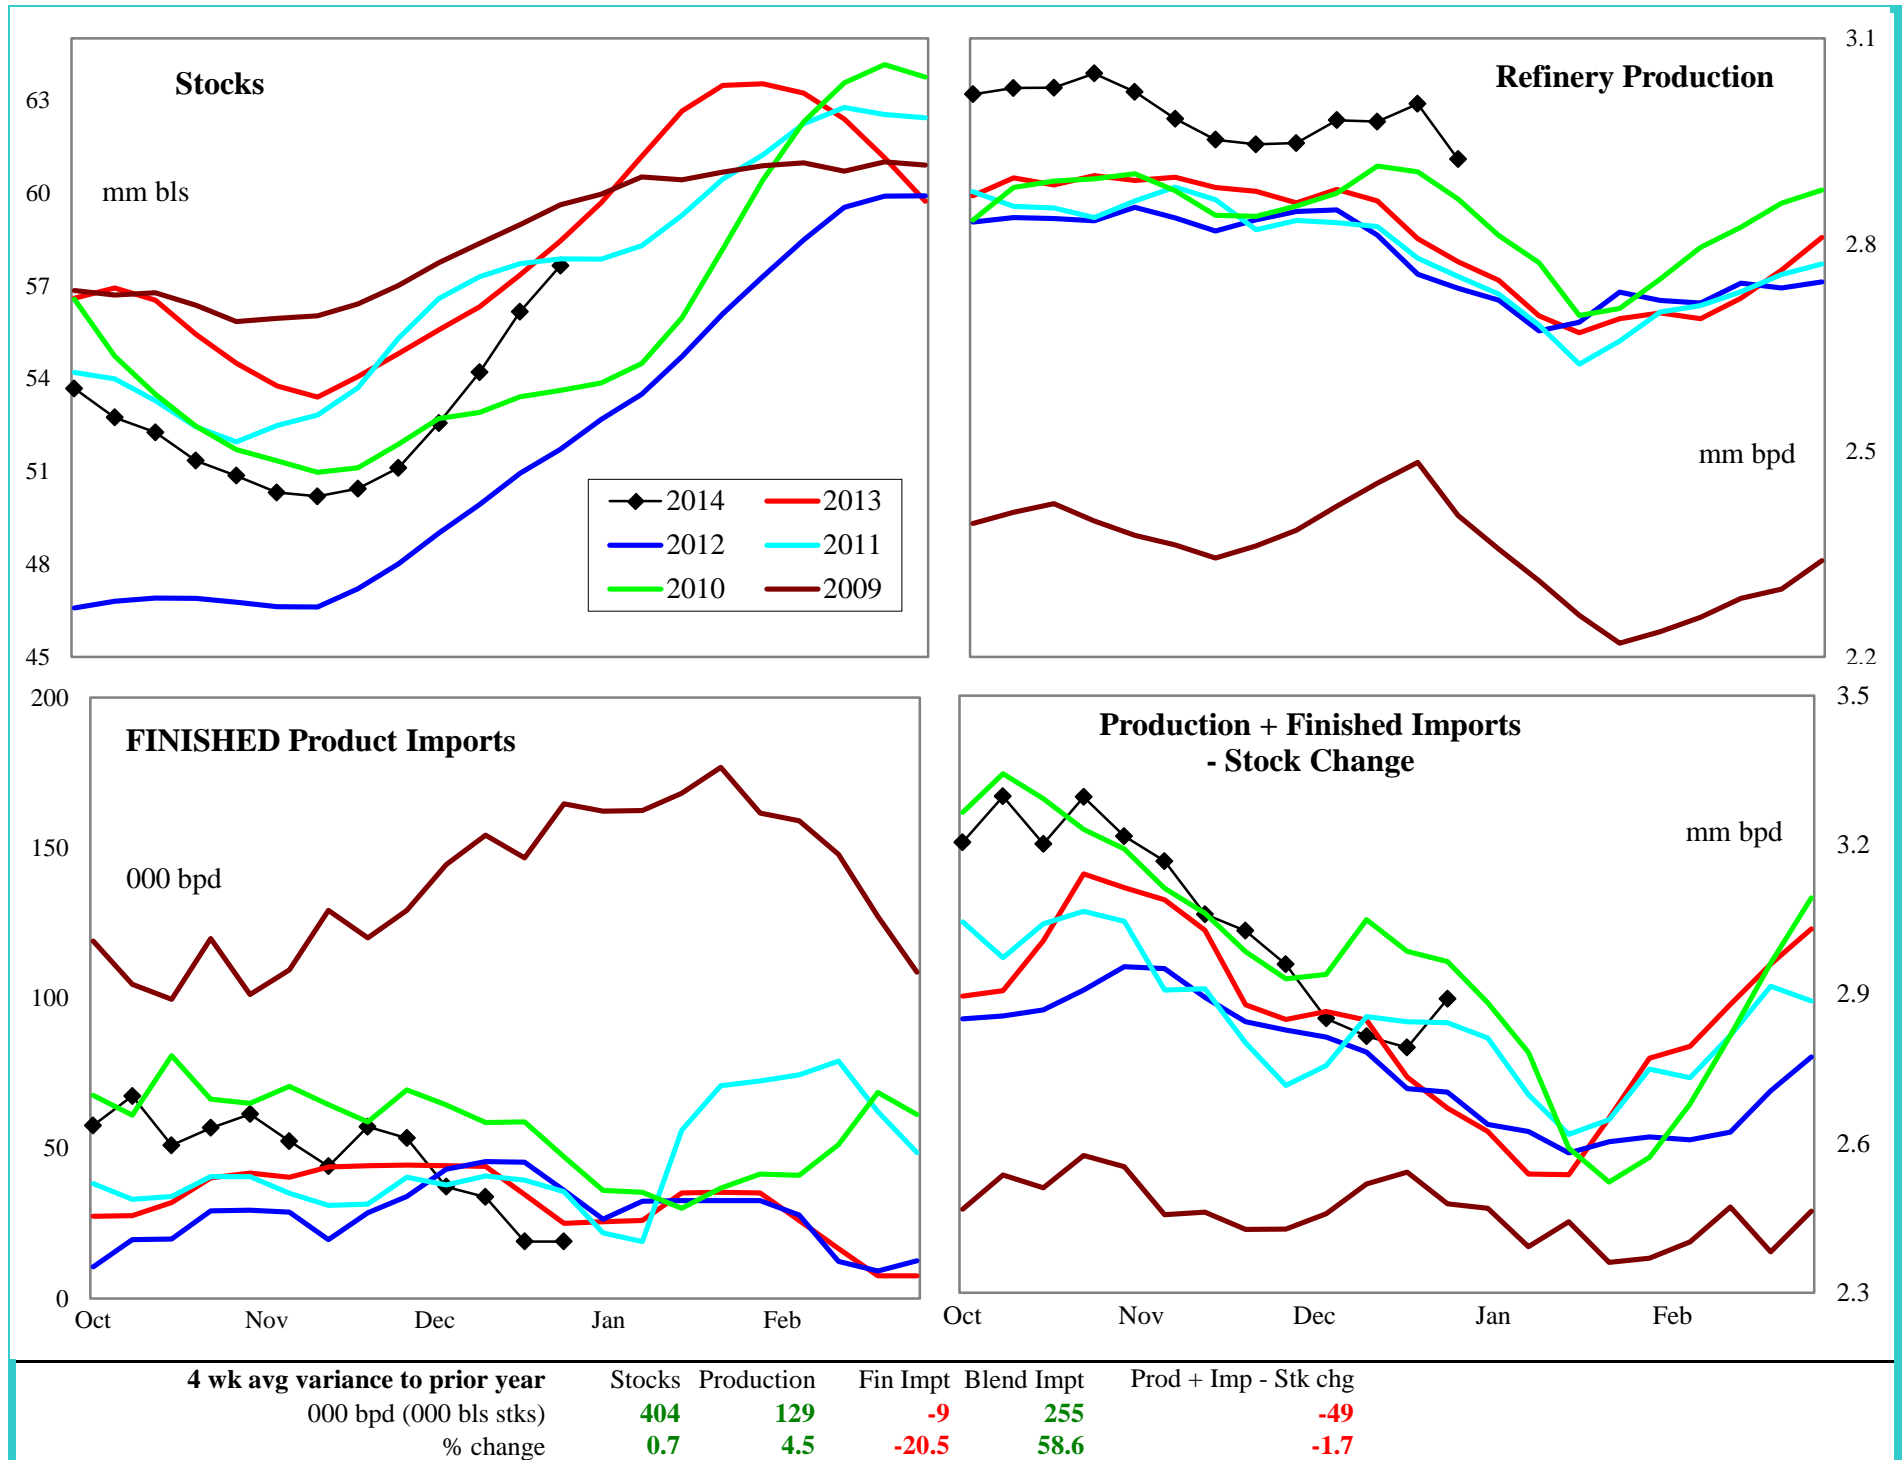 Stocks
mm bls
63
60
57
54
51
48
45
2014 2013
2012 2011
2010 2009
Refinery Production
mm bpd
3.1
2.8
2.5
2.2
FINISHED Product Imports
000 bpd
200
150
100
50
0
Oct Nov Dec Jan Feb
Production + Finished Imports
- Stock Change
mm bpd
3.5
3.2
2.9
2.6
2.3
Oct Nov Dec Jan Feb
4 wk avg variance to prior year Stocks Production Fin Impt Blend Impt Prod + Imp - Stk chg
000 bpd (000 bls stks) 404 129 -9 255 -49
% change 0.7 4.5 -20.5 58.6 -1.7